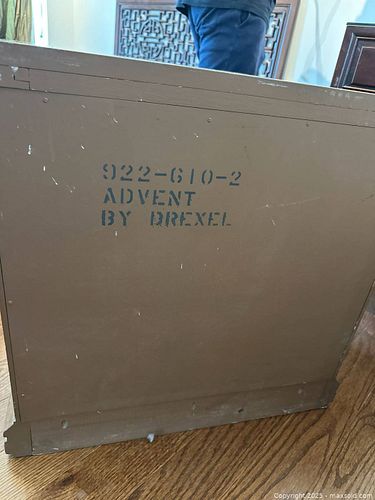 922-610-2
ADVENT
BY DREXEL
Copyright 2023 - maxsold.com